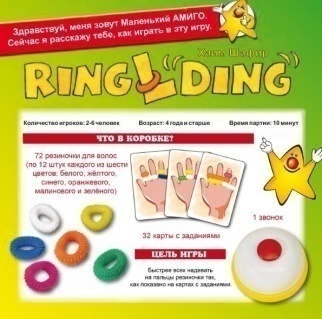 Здравствуй, меня зовут Маленький АМИГО.
Сейчас я расскажу тебе, как играть в эту игру.
Хаим Шафир
RING L DING
Количество игроков: 2-6 человек Возраст: 4 года и старше Время партии: 10 минут
ЧТО В КОРОБКЕ?
72 резиночки для волос
(по 12 штук каждого из шести
цветов: белого, жёлтого,
синего, оранжевого,
малинового и зелёного)
32 карты с заданиями
1 звонок
ЦЕЛЬ ИГРЫ
Быстрее всех надевать
на пальцы резиночки так,
как показано на картах с заданиями.